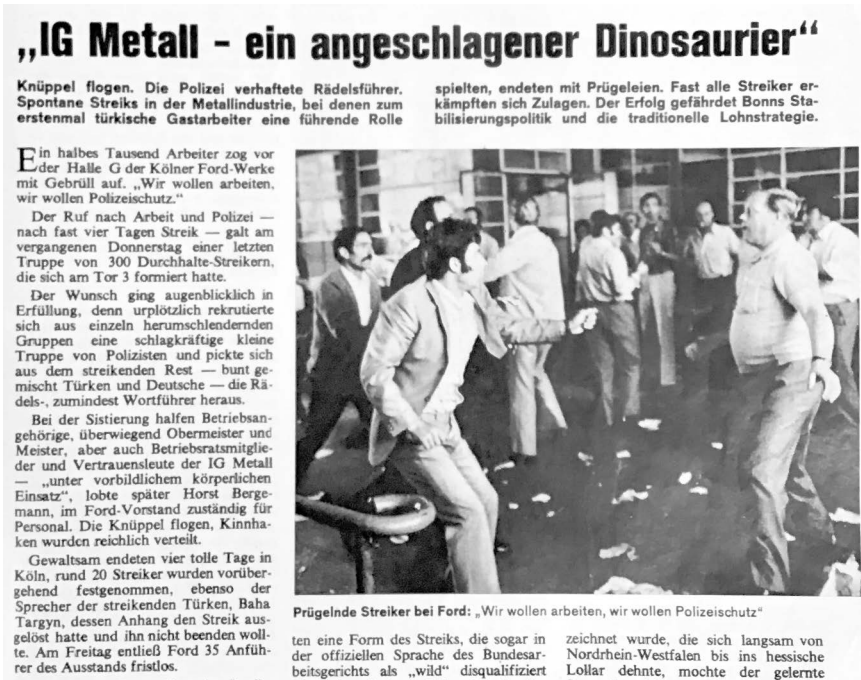 „IG Metall – ein angeschlagener Dinosaurier“
Knüppel flogen. Die Polizei verhaftete Rädelsführer.
Spontane Streiks in der Metallindustrie, bei denen zum
erstenmal türkische Gastarbeiter eine führende Rolle
spielten, endeten mit Prügeleien. Fast alle Streiker er-
kämpften sich Zulagen. Der Erfolg gefährdet Bonns Sta-
bilisierungspolitik und die traditionelle Lohnstrategie.
Ein halbes Tausend Arbeiter zog vor
der Halle G der Kölner Ford-Werke
mit Gebrüll auf. „Wir wollen arbeiten,
wir wollen Polizeischutz.“
Der Ruf nach Arbeit und Polizei —
nach fast vier Tagen Streik — galt am
vergangenen Donnerstag einer letzten
Truppe von 300 Durchhalte-Streikern,
die sich am Tor 3 formiert hatte.
Der Wunsch ging augenblicklich in
Erfüllung, denn urplötzlich rekrutierte
sich aus einzeln herumschlendernden
Gruppen eine schlagkräftige kleine
Truppe von Polizisten und pickte sich
aus dem streikenden Rest — bunt ge-
mischt Türken und Deutsche — die Rä-
dels-, zumindest Wortführer heraus.
Bei der Sistierung halfen Betriebsan-
gehörige, überwiegend Obermeister und
Meister, aber auch Betriebsratsmitglie-
der und Vertrauensleute der IG Metall
— „unter vorbildlichem körperlichen
Einsatz“, lobte später Horst Berge-
mann, im Ford-Vorstand zuständig für
Personal. Die Knüppel flogen, Kinnha-
ken wurden reichlich verteilt.
Gewaltsam endeten vier tolle Tage in
Köln, rund 20 Streiker wurden vorüber-
gehend festgenommen, ebenso der
Sprecher der streikenden Türken, Baha
Targyn, dessen Anhang den Streik aus-
gelöst hatte und ihn nicht beenden woll-
te. Am Freitag entließ Ford 35 Anfüh-
rer des Ausstands fristlos.
Prügelnde Streiker bei Ford: „Wir wollen arbeiten, wir wollen Polizeischutz“
ten eine Form des Streiks, die sogar in
der offiziellen Sprache des Bundesar-
beitsgerichts als „wild“ disqualifiziert
zeichnet wurde, die sich langsam von
Nordrhein-Westfalen bis ins hessische
Lollar dehnte, mochte der gelernte